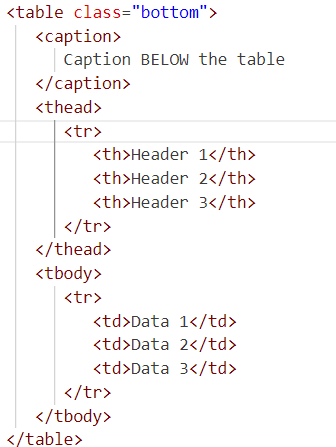 <table class="bottom">
<caption>
Caption BELOW the table
</caption>
<thead>
<tr>
<th>Header 1</th>
<th>Header 2</th>
<th>Header 3</th>
</tr>
</thead>
<tbody>
<tr>
<td>Data 1</td>
<td>Data 2</td>
<td>Data 3</td>
</tr>
</tbody>
</table>